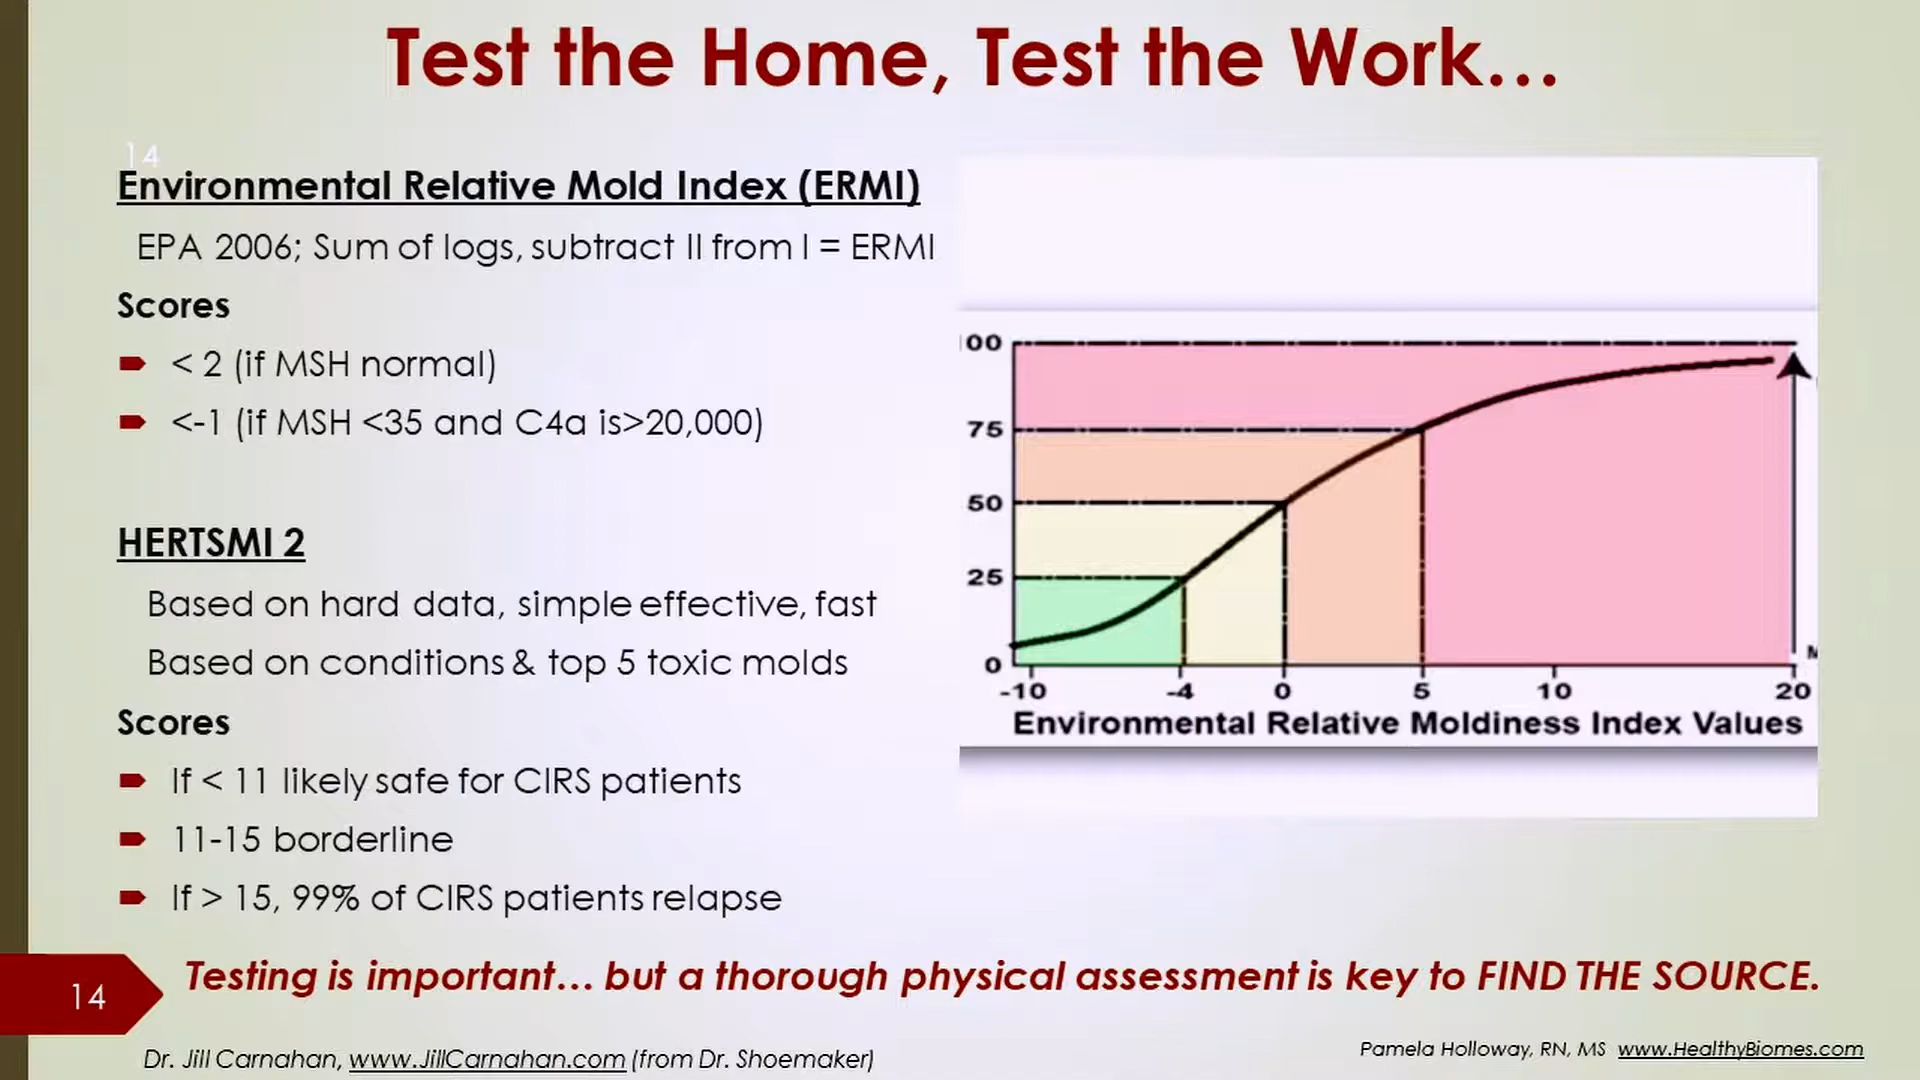 Test the Home, Test the Work…
14
Environmental Relative Mold Index (ERMI)
EPA 2006; Sum of logs, subtract II from I = ERMI
Scores
< 2 (if MSH normal)
<-1 (if MSH <35 and C4a is>20,000)
HERTSMI 2
Based on hard data, simple effective, fast
Based on conditions & top 5 toxic molds
Scores
If < 11 likely safe for CIRS patients
11-15 borderline
If > 15, 99% of CIRS patients relapse
00
75
50
25
0
-10 -4 0 5 10 20
Environmental Relative Moldiness Index Values
Testing is important… but a thorough physical assessment is key to FIND THE SOURCE.
14
Dr. Jill Carnahan, www.JillCarnahan.com (from Dr. Shoemaker)
Pamela Holloway, RN, MS www.HealthyBiomes.com